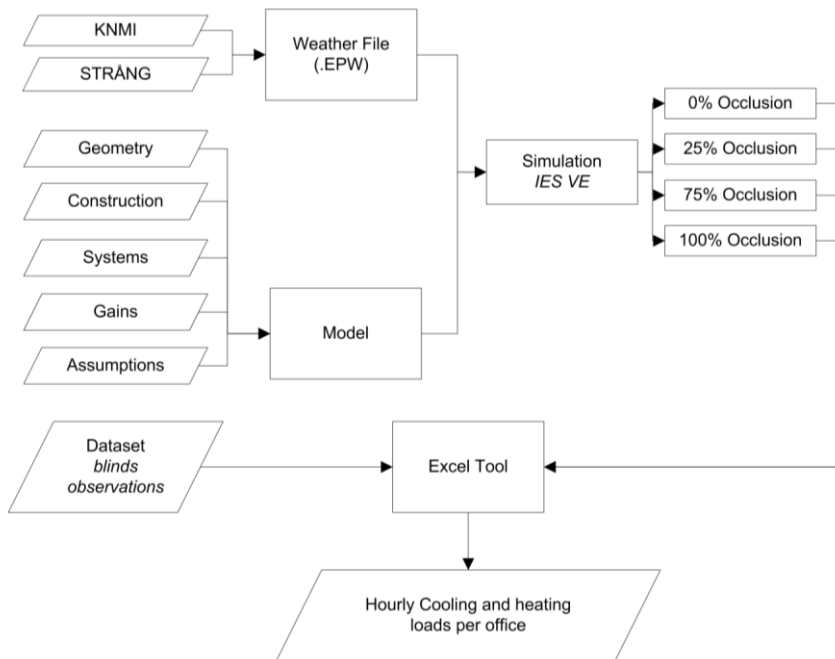 KNMI
STRÅNG
Weather File
(.EPW)
Geometry
Construction
Systems
Gains
Assumptions
Model
Simulation
IES VE
0% Occlusion
25% Occlusion
75% Occlusion
100% Occlusion
Dataset
blinds
observations
Excel Tool
Hourly Cooling and heating
loads per office